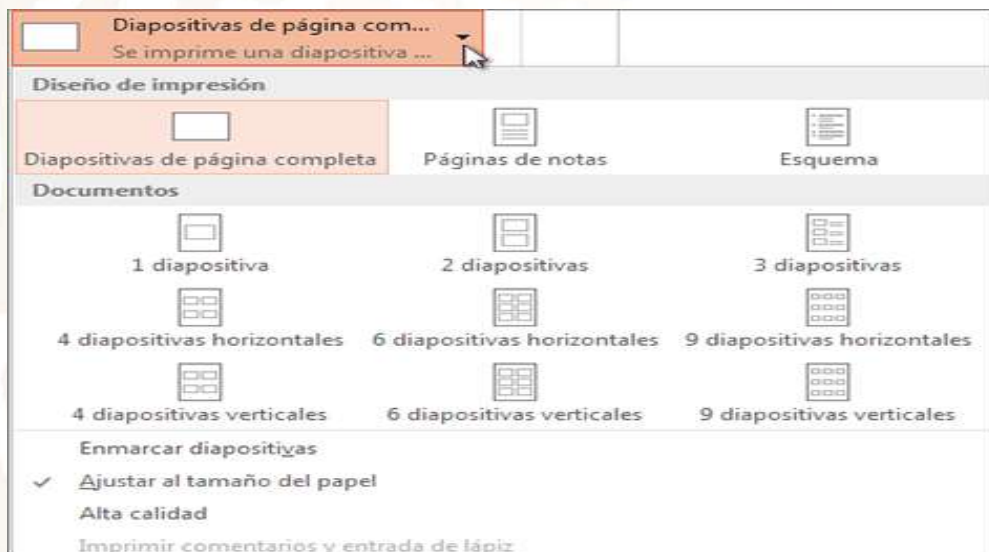 Diapositivas de página com...
Se imprime una diapositiva ...
Diseño de impresión
Diapositivas de página completa Páginas de notas Esquema
Documentos
1 diapositiva 2 diapositivas 3 diapositivas
4 diapositivas horizontales 6 diapositivas horizontales 9 diapositivas horizontales
4 diapositivas verticales 6 diapositivas verticales 9 diapositivas verticales
Enmarcar diapositivas
Ajustar al tamaño del papel
Alta calidad
Imprimir comentarios y entrada de lápiz